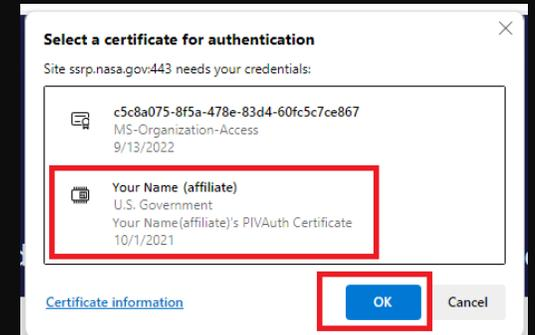 Select a certificate for authentication
Site ssrp.nasa.gov:443 needs your credentials:
c5c8a075-8f5a-478e-83d4-60fc5c7ce867
MS-Organization-Access
9/13/2022
Your Name (affiliate)
U.S. Government
Your Name(affiliate)'s PIVAuth Certificate
10/1/2021
Certificate information
OK
Cancel